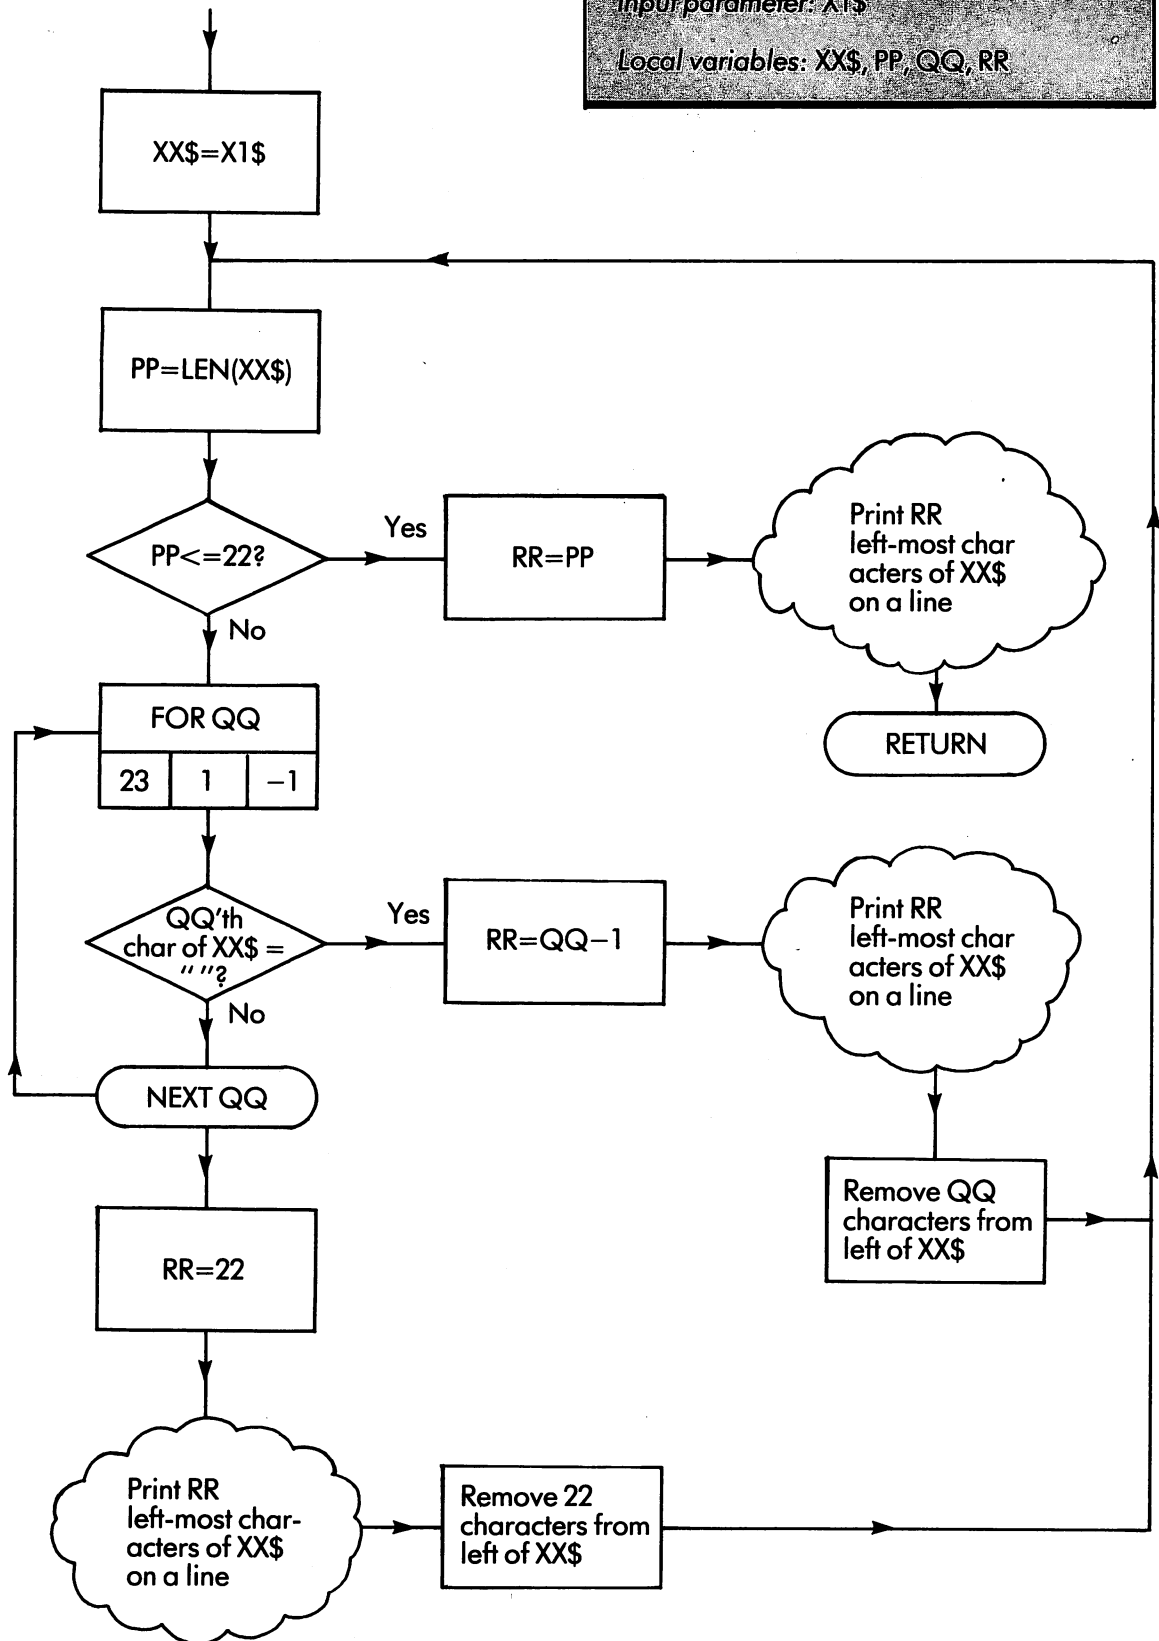 Input parameter: X1$
Local variables: XX$, PP, QQ, RR
XX$=X1$
PP=LEN(XX$)
PP<=22?
Yes
RR=PP
Print RR
left-most char
acters of XX$
on a line
RETURN
No
FOR QQ
23 1 −1
QQ'th
char of XX$ =
" "?
Yes
RR=QQ−1
Print RR
left-most char
acters of XX$
on a line
Remove QQ
characters from
left of XX$
No
NEXT QQ
RR=22
Print RR
left-most char-
acters of XX$
on a line
Remove 22
characters from
left of XX$